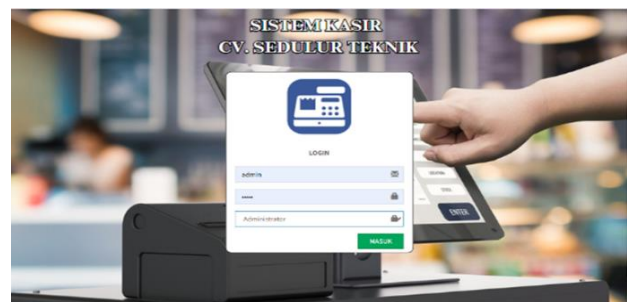 SISTEM KASIR
CV. SEDULUR TEKNIK
LOGIN
admin
Administrator
MASUK
ENTER